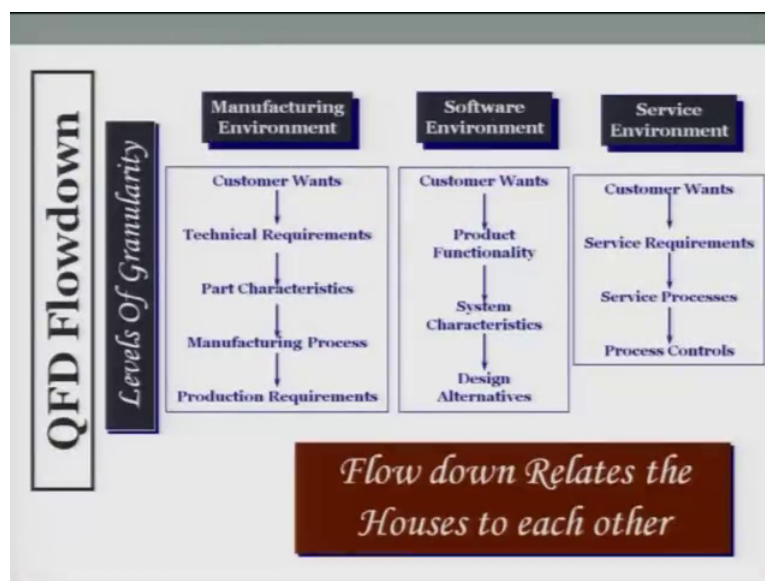 QFD Flowdown
Levels Of Granularity
Manufacturing
Environment
Customer Wants
Technical Requirements
Part Characteristics
Manufacturing Process
Production Requirements
Software
Environment
Customer Wants
Product
Functionality
System
Characteristics
Design
Alternatives
Service
Environment
Customer Wants
Service Requirements
Service Processes
Process Controls
Flow down Relates the
Houses to each other